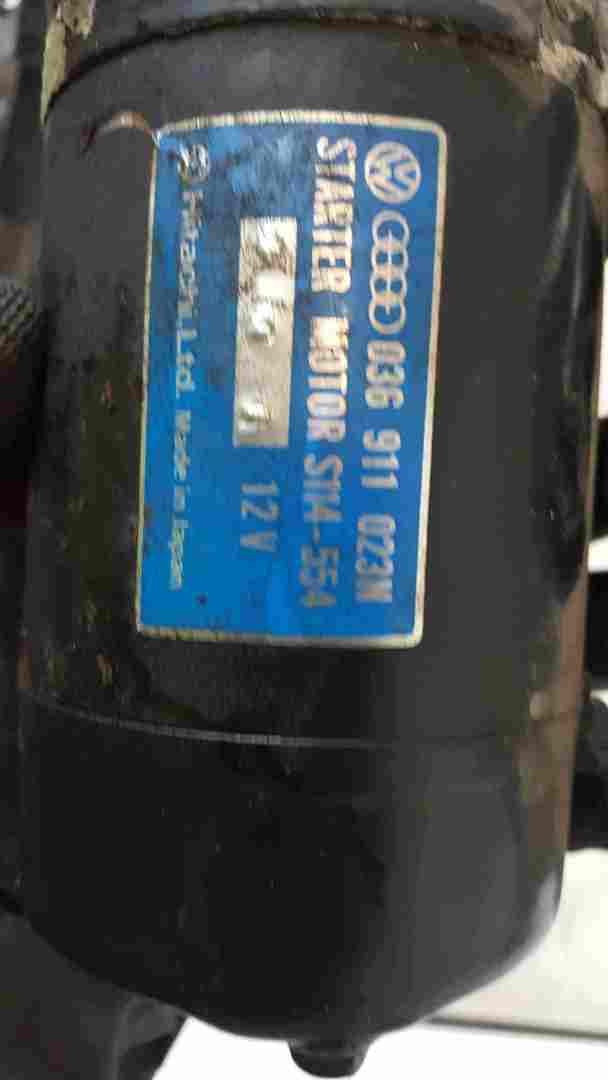 036 911 023N
STARTER MOTOR S114-554
12V
Hitachi, Ltd. Made in Japan